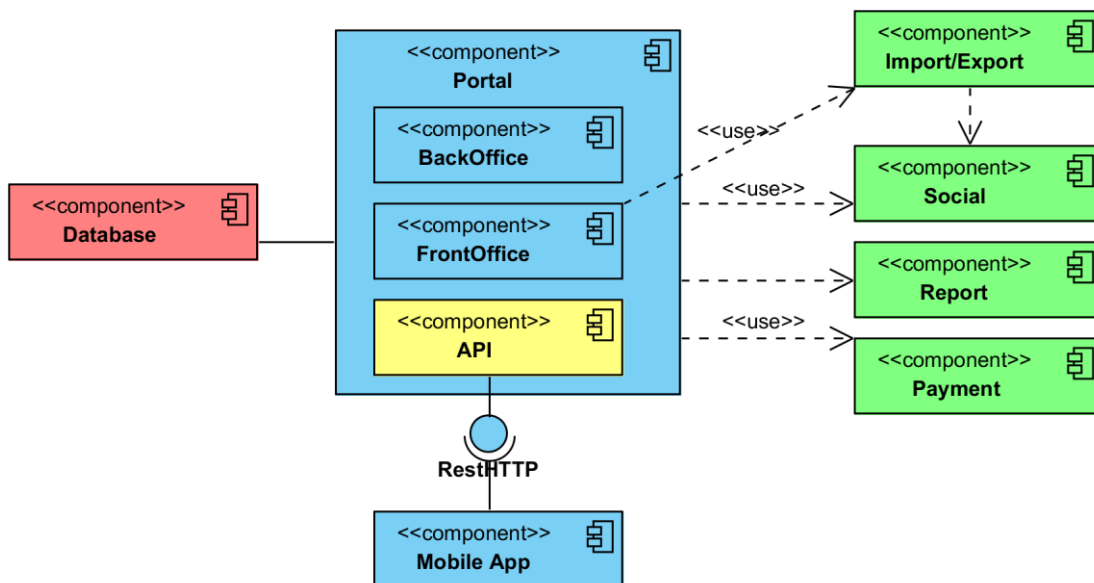 <<component>>
Portal
<<component>>
BackOffice
<<component>>
FrontOffice
<<component>>
API
<<component>>
Database
RestHTTP
<<component>>
Mobile App
<<use>>
<<use>>
<<use>>
<<component>>
Import/Export
<<component>>
Social
<<component>>
Report
<<component>>
Payment